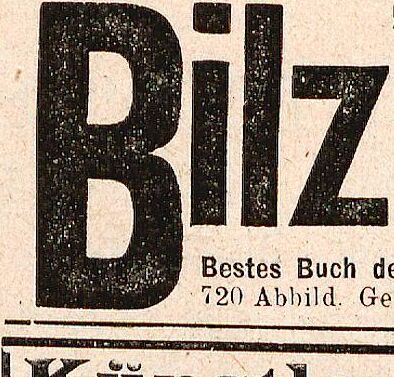 Bilz
Bestes Buch de
720 Abbild. Ge